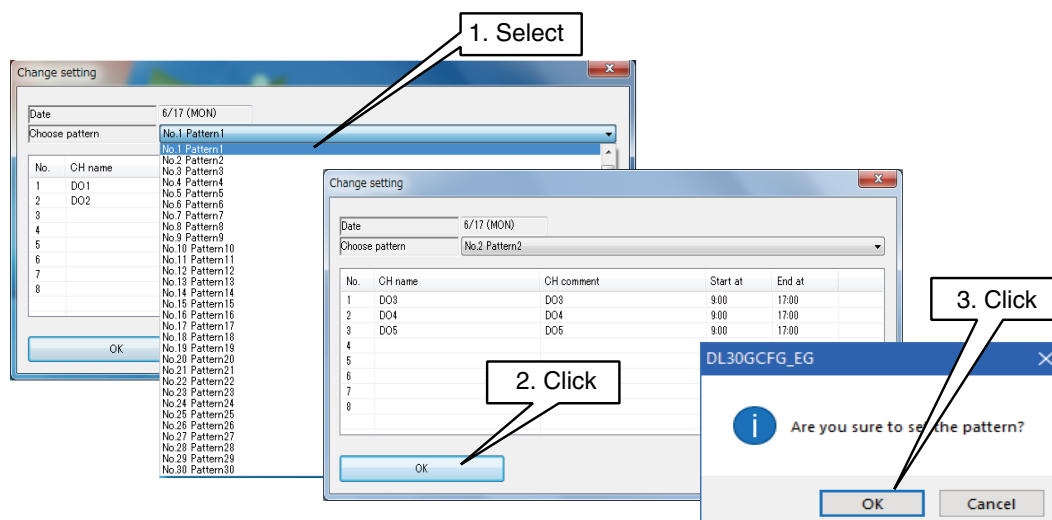 1. Select
Change setting
Date 6/17 (MON)
Choose pattern No.1 Pattern1
No.1 Pattern1
No.2 Pattern2
No.3 Pattern3
No.4 Pattern4
No.5 Pattern5
No.6 Pattern6
No.7 Pattern7
No.8 Pattern8
No.9 Pattern9
No.10 Pattern10
No.11 Pattern11
No.12 Pattern12
No.13 Pattern13
No.14 Pattern14
No.15 Pattern15
No.16 Pattern16
No.17 Pattern17
No.18 Pattern18
No.19 Pattern19
No.20 Pattern20
No.21 Pattern21
No.22 Pattern22
No.23 Pattern23
No.24 Pattern24
No.25 Pattern25
No.26 Pattern26
No.27 Pattern27
No.28 Pattern28
No.29 Pattern29
No.30 Pattern30
No. CH name
1 DO1
2 DO2
3
4
5
6
7
8
OK
Change setting
Date 6/17 (MON)
Choose pattern No.2 Pattern2
No. CH name CH comment Start at End at
1 DO3 DO3 9:00 17:00
2 DO4 DO4 9:00 17:00
3 DO5 DO5 9:00 17:00
4
5
6
7
8
2. Click
OK
3. Click
DL30GCFG_EG
Are you sure to set the pattern?
OK Cancel